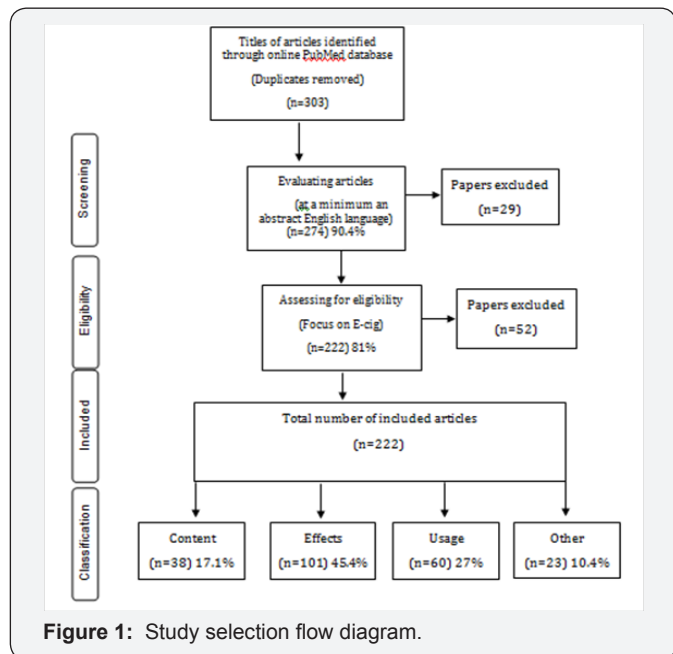 Titles of articles identified
through online PubMed database
(Duplicates removed)
(n=303)
Screening
Evaluating articles
(at a minimum an
abstract English language)
(n=274) 90.4%
Papers excluded
(n=29)
Eligibility
Assessing for eligibility
(Focus on E-cig)
(n=222) 81%
Papers excluded
(n=52)
Included
Total number of included articles
(n=222)
Classification
Content
(n=38) 17.1%
Effects
(n=101) 45.4%
Usage
(n=60) 27%
Other
(n=23) 10.4%
Figure 1: Study selection flow diagram.